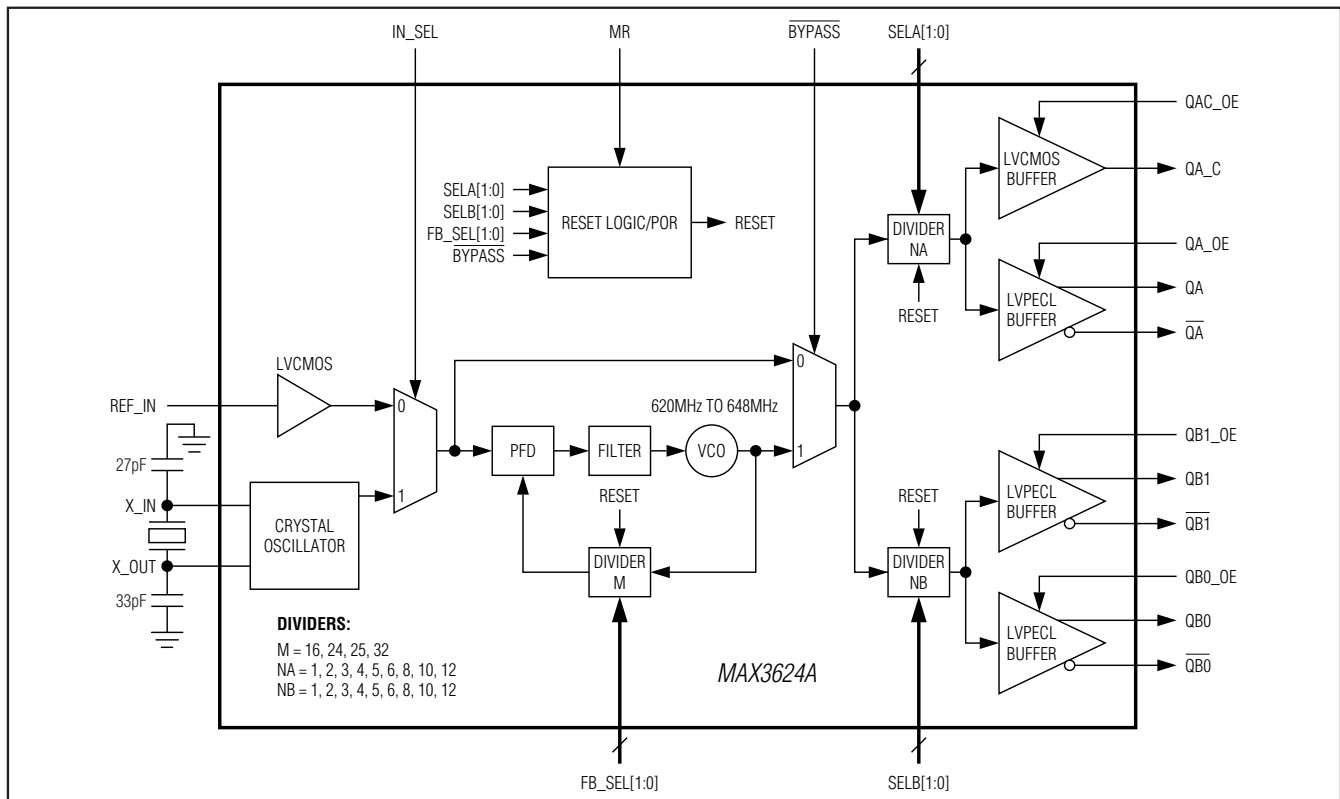 IN_SEL
MR
BYPASS
SELA[1:0]
QAC_OE
LVCMOS
BUFFER
QA_C
SELA[1:0]
SELB[1:0]
FB_SEL[1:0]
BYPASS
RESET LOGIC/POR
RESET
DIVIDER
NA
RESET
QA_OE
LVPECL
BUFFER
QA
QA
LVCMOS
REF_IN
0
1
27pF
X_IN
X_OUT
33pF
CRYSTAL
OSCILLATOR
PFD
FILTER
620MHz TO 648MHz
VCO
0
1
RESET
DIVIDER
M
RESET
DIVIDER
NB
QB1_OE
LVPECL
BUFFER
QB1
QB1
QB0_OE
LVPECL
BUFFER
QB0
QB0
DIVIDERS:
M = 16, 24, 25, 32
NA = 1, 2, 3, 4, 5, 6, 8, 10, 12
NB = 1, 2, 3, 4, 5, 6, 8, 10, 12
MAX3624A
FB_SEL[1:0]
SELB[1:0]